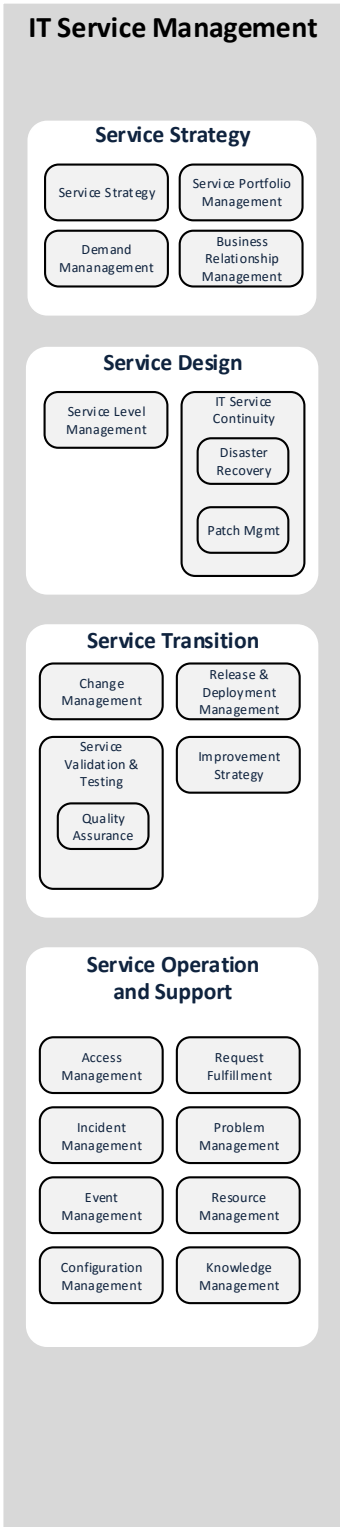 IT Service Management
Service Strategy
Service Strategy
Service Portfolio
Management
Demand
Mananagement
Business
Relationship
Management
Service Design
Service Level
Management
IT Service
Continuity
Disaster
Recovery
Patch Mgmt
Service Transition
Change
Management
Release &
Deployment
Management
Service
Validation &
Testing
Quality
Assurance
Improvement
Strategy
Service Operation
and Support
Access
Management
Request
Fulfillment
Incident
Management
Problem
Management
Event
Management
Resource
Management
Configuration
Management
Knowledge
Management